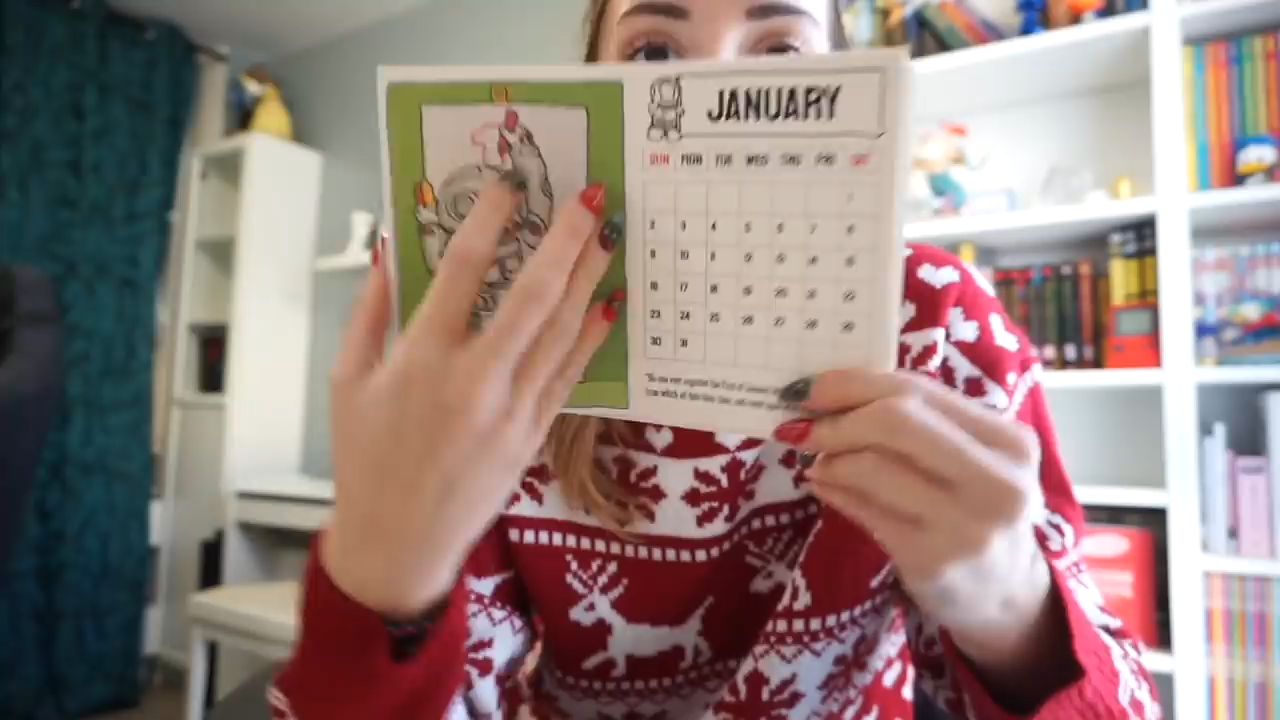 JANUARY
SUN MON TUE WED THU FRI SAT
1
2 3 4 5 6 7 8
9 10 11 12 13 14 15
16 17 18 19 20 21 22
23 24 25 26 27 28 29
30 31